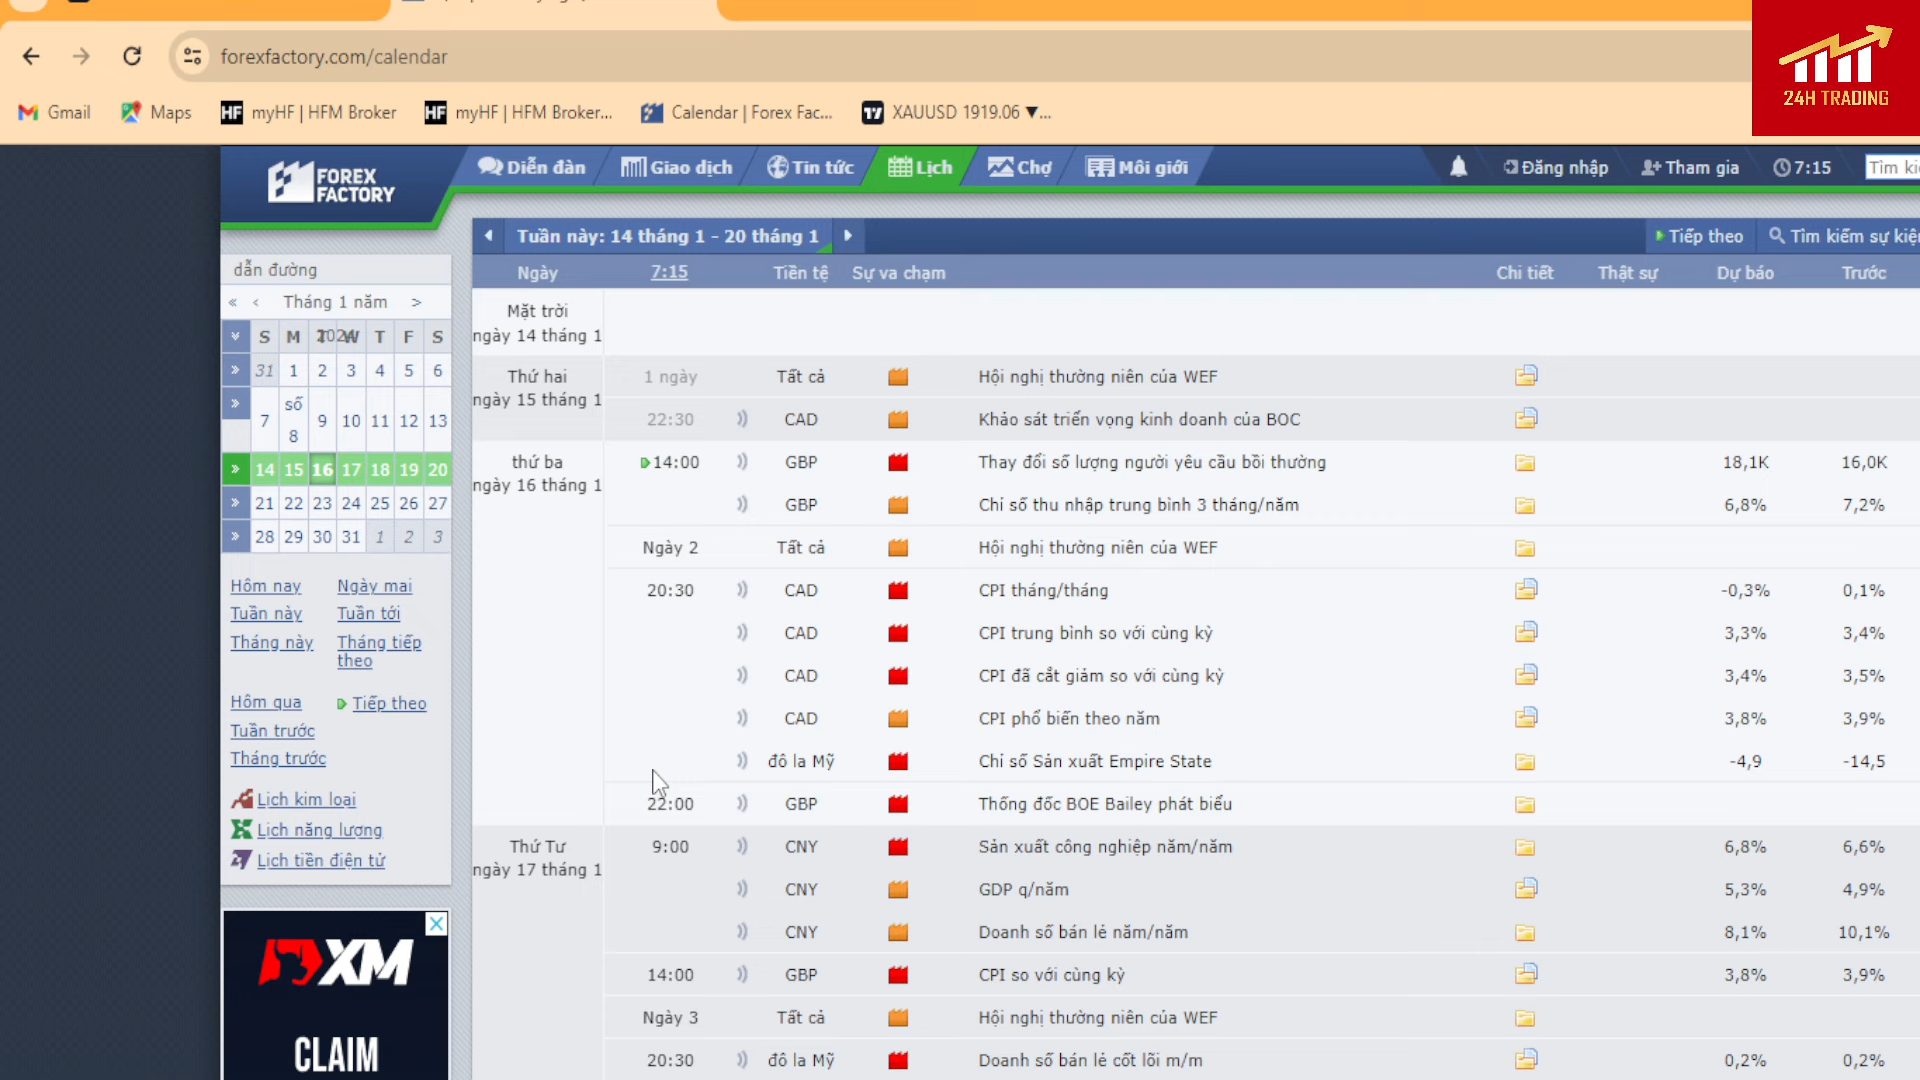 forexfactory.com/calendar
Gmail Maps myHF | HFM Broker myHF | HFM Broker... Calendar | Forex Fac... XAUUSD 1919.06 ▼...
24H TRADING
FOREX
FACTORY
Diễn đàn Giao dịch Tin tức Lịch Chợ Môi giới Đăng nhập Tham gia 7:15 Tìm
Tuần này: 14 tháng 1 - 20 tháng 1 Tiếp theo Tìm kiếm sự kiện
Ngày 7:15 Tiền tệ Sự va chạm Chi tiết Thật sự Dự báo Trước
dẫn đường
« ‹ Tháng 1 năm >
2024
S M T W T F S
31 1 2 3 4 5 6
7 số 8 9 10 11 12 13
14 15 16 17 18 19 20
21 22 23 24 25 26 27
28 29 30 31 1 2 3
Hôm nay Ngày mai
Tuần này Tuần tới
Tháng này Tháng tiếp theo
Hôm qua Tiếp theo
Tuần trước
Tháng trước
Lịch kim loại
Lịch năng lượng
Lịch tiền điện tử
XM
CLAIM
Mặt trời
ngày 14 tháng 1
Thứ hai
ngày 15 tháng 1
1 ngày Tất cả Hội nghị thường niên của WEF
22:30 CAD Khảo sát triển vọng kinh doanh của BOC
thứ ba
ngày 16 tháng 1
14:00 GBP Thay đổi số lượng người yêu cầu bồi thường 18,1K 16,0K
GBP Chỉ số thu nhập trung bình 3 tháng/năm 6,8% 7,2%
Ngày 2 Tất cả Hội nghị thường niên của WEF
20:30 CAD CPI tháng/tháng -0,3% 0,1%
CAD CPI trung bình so với cùng kỳ 3,3% 3,4%
CAD CPI đã cắt giảm so với cùng kỳ 3,4% 3,5%
CAD CPI phổ biến theo năm 3,8% 3,9%
đô la Mỹ Chỉ số Sản xuất Empire State -4,9 -14,5
22:00 GBP Thống đốc BOE Bailey phát biểu
Thứ Tư
ngày 17 tháng 1
9:00 CNY Sản xuất công nghiệp năm/năm 6,8% 6,6%
CNY GDP q/năm 5,3% 4,9%
CNY Doanh số bán lẻ năm/năm 8,1% 10,1%
14:00 GBP CPI so với cùng kỳ 3,8% 3,9%
Ngày 3 Tất cả Hội nghị thường niên của WEF
20:30 đô la Mỹ Doanh số bán lẻ cốt lõi m/m 0,2% 0,2%